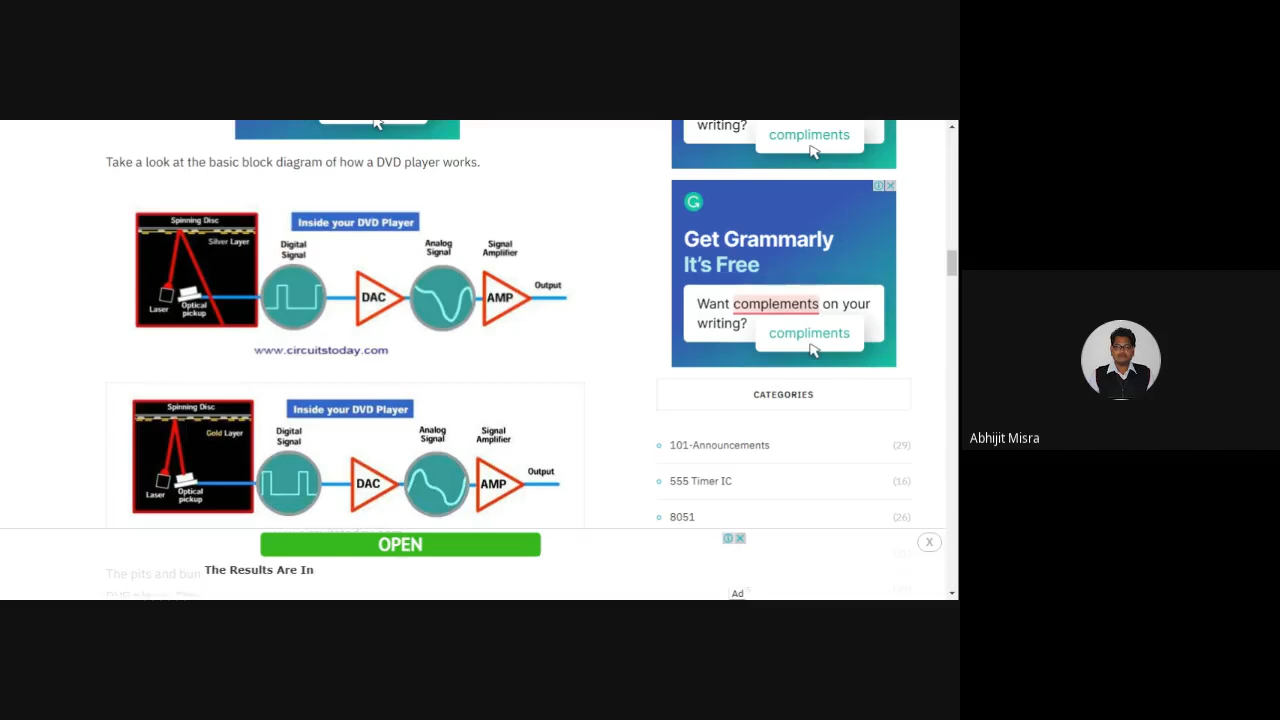 writing?
compliments
Take a look at the basic block diagram of how a DVD player works.
Spinning Disc
Silver Layer
Laser
Optical
pickup
Inside your DVD Player
Digital
Signal
DAC
Analog
Signal
Signal
Amplifier
AMP
Output
www.circuitstoday.com
Spinning Disc
Gold Layer
Laser
Optical
pickup
Inside your DVD Player
Digital
Signal
DAC
Analog
Signal
Signal
Amplifier
AMP
Output
The pits and bun
OPEN
The Results Are In
Ad
X
Get Grammarly
It's Free
Want complements on your
writing?
compliments
CATEGORIES
101-Announcements (29)
555 Timer IC (16)
8051 (26)
Abhijit Misra